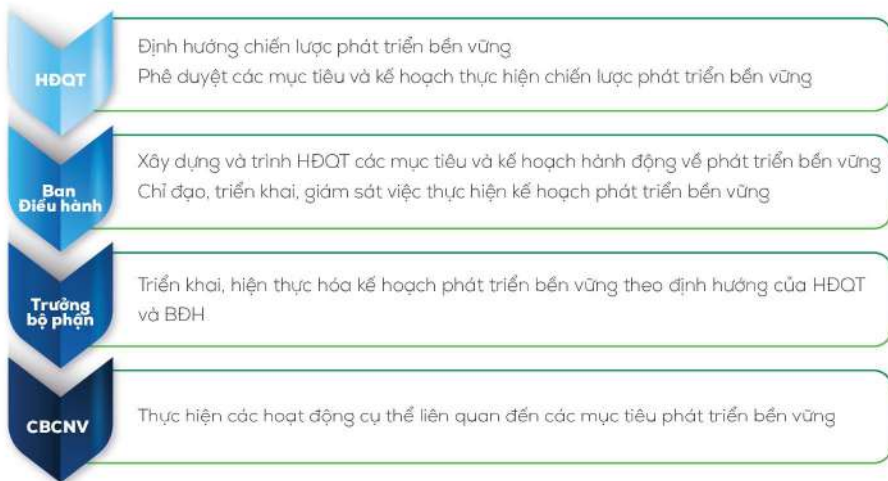 HĐQT
Định hướng chiến lược phát triển bền vững
Phê duyệt các mục tiêu và kế hoạch thực hiện chiến lược phát triển bền vững
Ban
Điều hành
Xây dựng và trình HĐQT các mục tiêu và kế hoạch hành động về phát triển bền vững
Chỉ đạo, triển khai, giám sát việc thực hiện kế hoạch phát triển bền vững
Trưởng
bộ phận
Triển khai, hiện thực hóa kế hoạch phát triển bền vững theo định hướng của HĐQT
và BĐH
CBCNV
Thực hiện các hoạt động cụ thể liên quan đến các mục tiêu phát triển bền vững